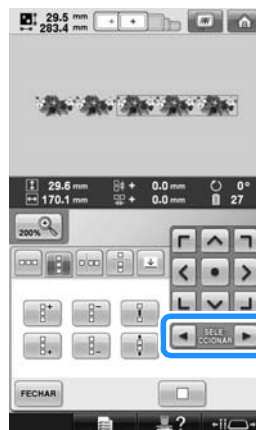 29.5 mm
283.4 mm
29.6 mm + 0.0 mm 0°
170.1 mm + 0.0 mm 27
200%
SELE
CCIONAR
FECHAR
?